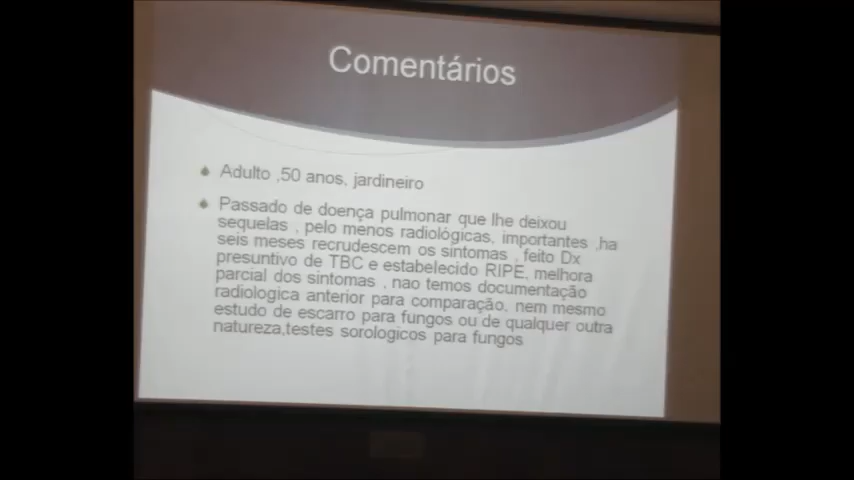 Comentários
Adulto ,50 anos, jardineiro
Passado de doença pulmonar que lhe deixou
sequelas , pelo menos radiológicas, importantes ,ha
seis meses recrudescem os sintomas , feito Dx
presuntivo de TBC e estabelecido RIPE, melhora
parcial dos sintomas , nao temos documentação
radiologica anterior para comparação, nem mesmo
estudo de escarro para fungos ou de qualquer outra
natureza,testes sorologicos para fungos